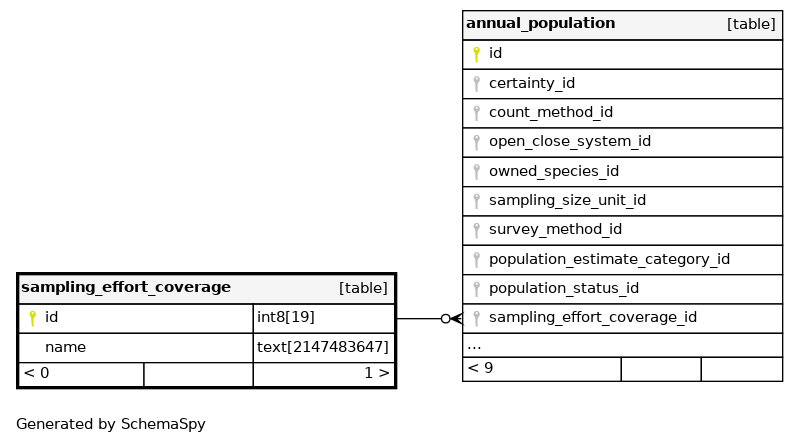 annual_population [table]
id
certainty_id
count_method_id
open_close_system_id
owned_species_id
sampling_size_unit_id
survey_method_id
population_estimate_category_id
population_status_id
sampling_effort_coverage_id
...
< 9
sampling_effort_coverage [table]
id int8[19]
name text[2147483647]
< 0 1 >
Generated by SchemaSpy